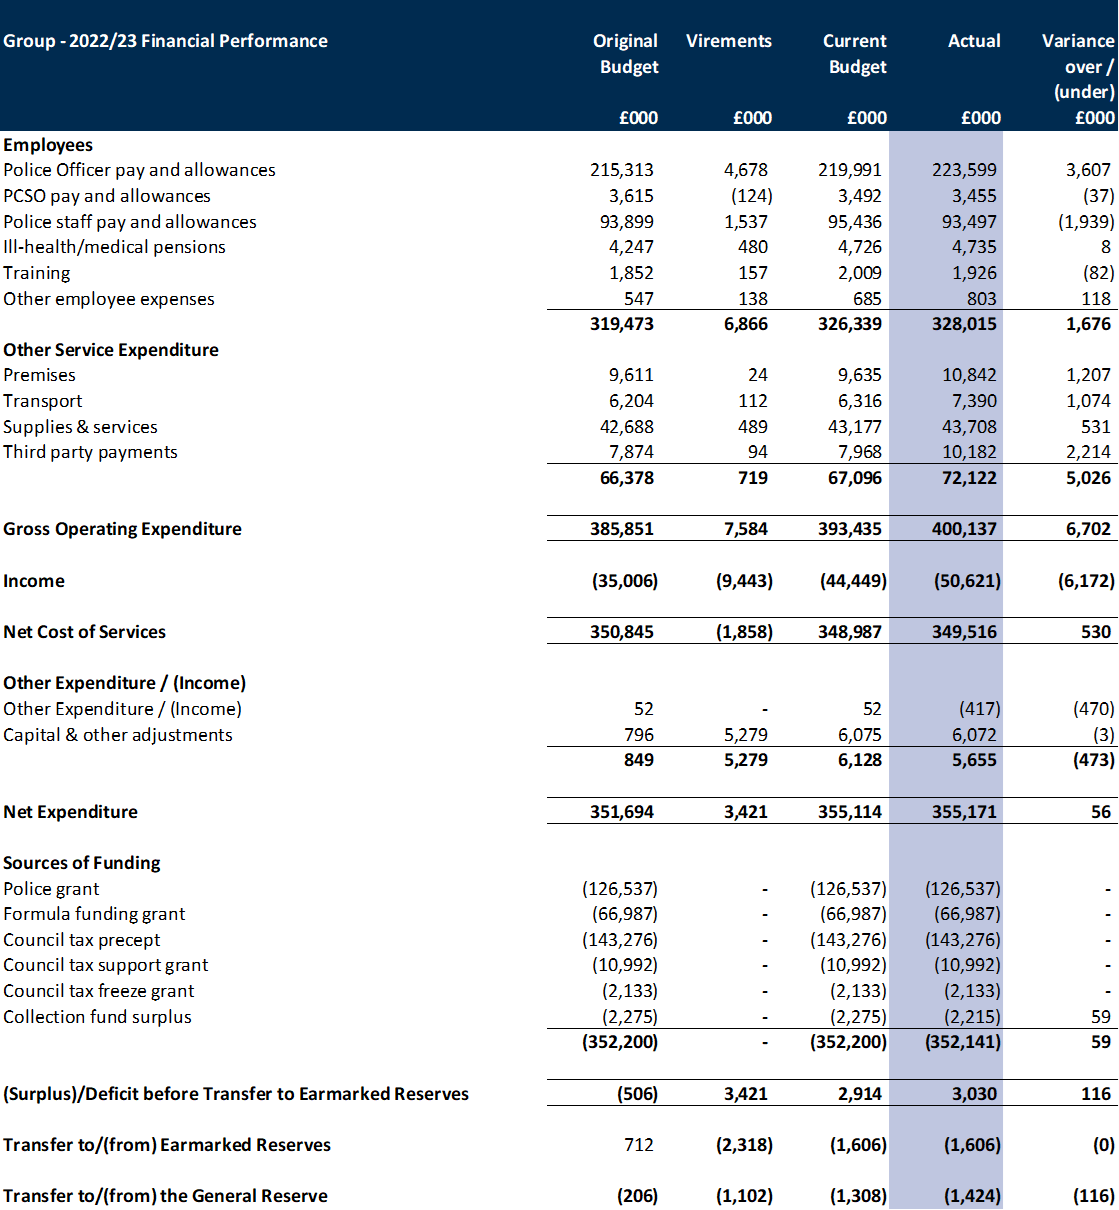 Group - 2022/23 Financial Performance Original Budget £000 Virements £000 Current Budget £000 Actual £000 Variance over / (under) £000
Employees
Police Officer pay and allowances 215,313 4,678 219,991 223,599 3,607
PCSO pay and allowances 3,615 (124) 3,492 3,455 (37)
Police staff pay and allowances 93,899 1,537 95,436 93,497 (1,939)
Ill-health/medical pensions 4,247 480 4,726 4,735 8
Training 1,852 157 2,009 1,926 (82)
Other employee expenses 547 138 685 803 118
319,473 6,866 326,339 328,015 1,676
Other Service Expenditure
Premises 9,611 24 9,635 10,842 1,207
Transport 6,204 112 6,316 7,390 1,074
Supplies & services 42,688 489 43,177 43,708 531
Third party payments 7,874 94 7,968 10,182 2,214
66,378 719 67,096 72,122 5,026
Gross Operating Expenditure 385,851 7,584 393,435 400,137 6,702
Income (35,006) (9,443) (44,449) (50,621) (6,172)
Net Cost of Services 350,845 (1,858) 348,987 349,516 530
Other Expenditure / (Income)
Other Expenditure / (Income) 52 - 52 (417) (470)
Capital & other adjustments 796 5,279 6,075 6,072 (3)
849 5,279 6,128 5,655 (473)
Net Expenditure 351,694 3,421 355,114 355,171 56
Sources of Funding
Police grant (126,537) - (126,537) (126,537) -
Formula funding grant (66,987) - (66,987) (66,987) -
Council tax precept (143,276) - (143,276) (143,276) -
Council tax support grant (10,992) - (10,992) (10,992) -
Council tax freeze grant (2,133) - (2,133) (2,133) -
Collection fund surplus (2,275) - (2,275) (2,215) 59
(352,200) - (352,200) (352,141) 59
(Surplus)/Deficit before Transfer to Earmarked Reserves (506) 3,421 2,914 3,030 116
Transfer to/(from) Earmarked Reserves 712 (2,318) (1,606) (1,606) (0)
Transfer to/(from) the General Reserve (206) (1,102) (1,308) (1,424) (116)